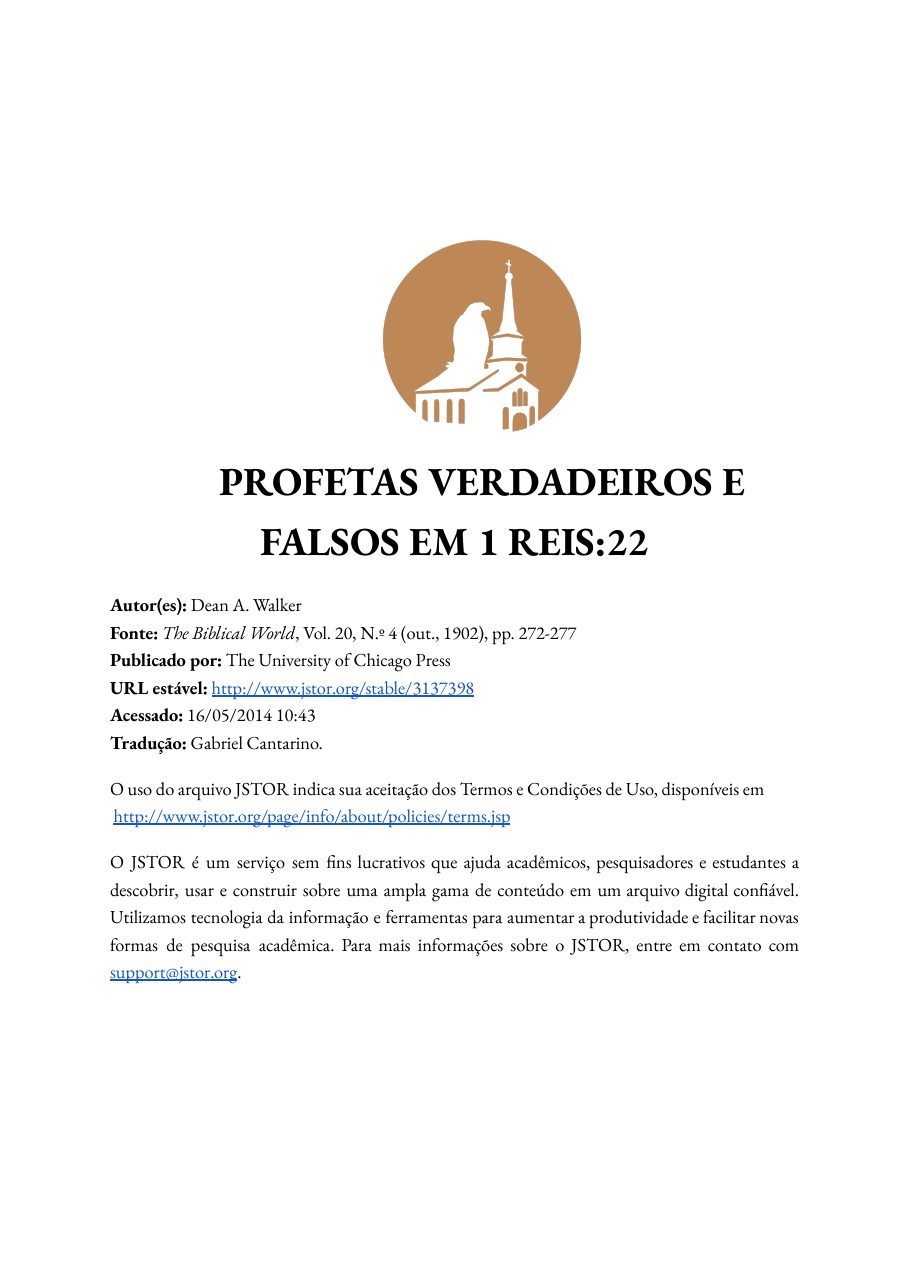 PROFETAS VERDADEIROS E
FALSOS EM 1 REIS:22
Autor(es): Dean A. Walker
Fonte: The Biblical World, Vol. 20, N.º 4 (out., 1902), pp. 272-277
Publicado por: The University of Chicago Press
URL estável: http://www.jstor.org/stable/3137398
Acessado: 16/05/2014 10:43
Tradução: Gabriel Cantarino.
O uso do arquivo JSTOR indica sua aceitação dos Termos e Condições de Uso, disponíveis em
http://www.jstor.org/page/info/about/policies/terms.jsp
O JSTOR é um serviço sem fins lucrativos que ajuda acadêmicos, pesquisadores e estudantes a
descobrir, usar e construir sobre uma ampla gama de conteúdo em um arquivo digital confiável.
Utilizamos tecnologia da informação e ferramentas para aumentar a produtividade e facilitar novas
formas de pesquisa acadêmica. Para mais informações sobre o JSTOR, entre em contato com
support@jstor.org.